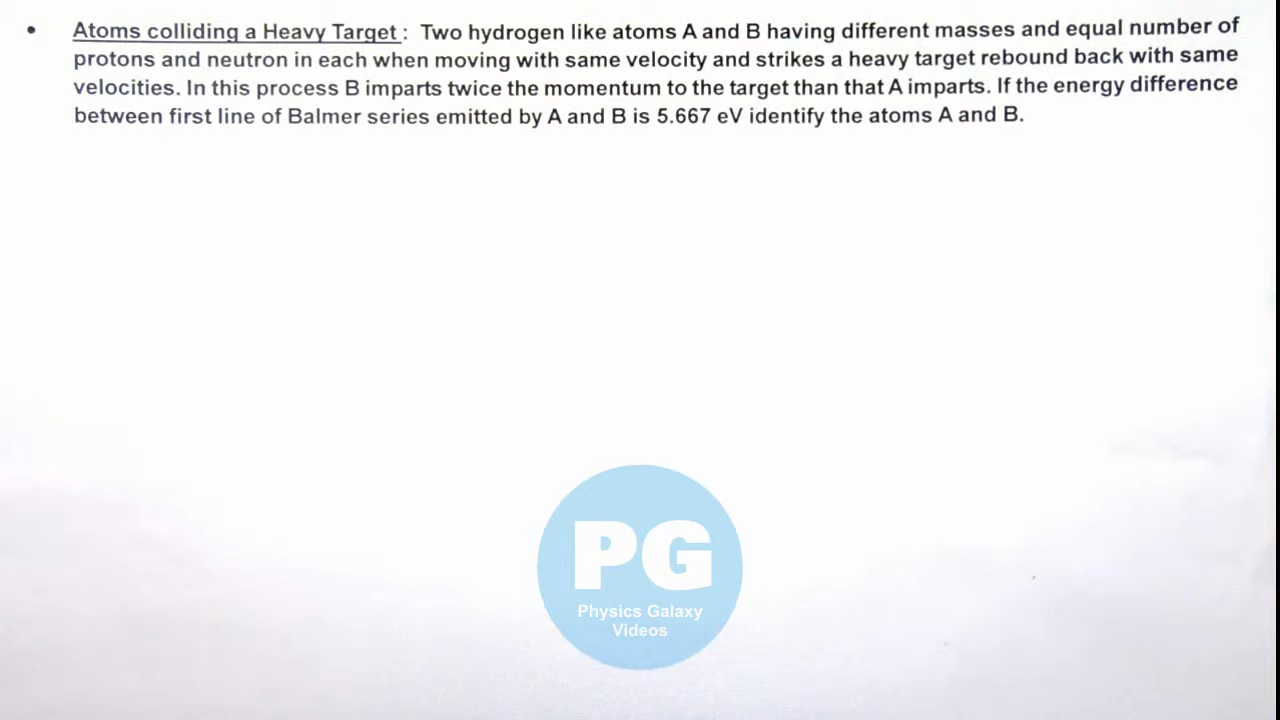 • Atoms colliding a Heavy Target : Two hydrogen like atoms A and B having different masses and equal number of
protons and neutron in each when moving with same velocity and strikes a heavy target rebound back with same
velocities. In this process B imparts twice the momentum to the target than that A imparts. If the energy difference
between first line of Balmer series emitted by A and B is 5.667 eV identify the atoms A and B.
PG
Physics Galaxy
Videos